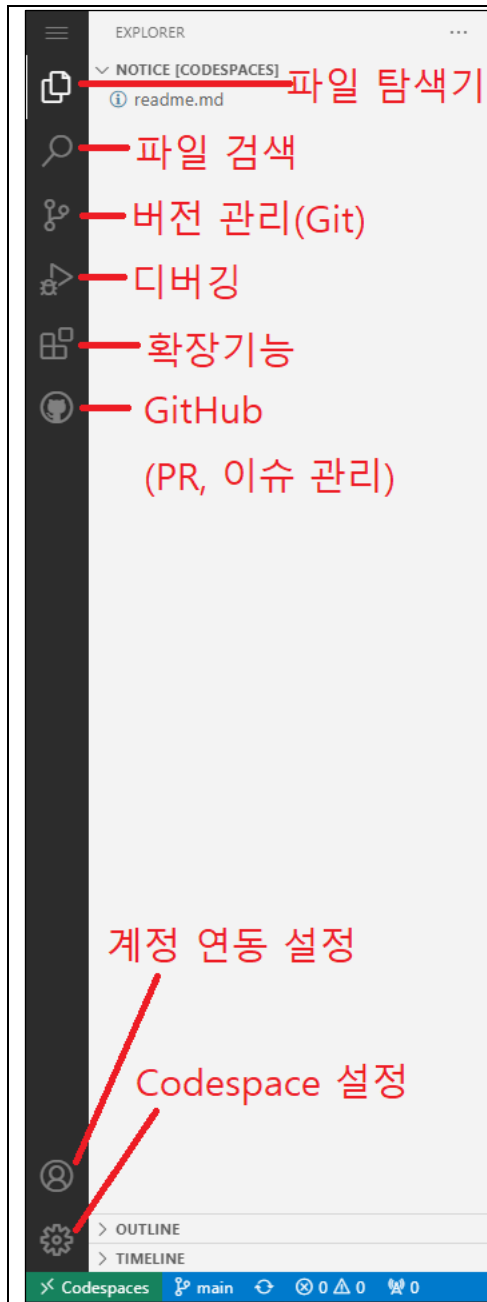 EXPLORER
NOTICE [CODESPACES]
파일 탐색기
readme.md
파일 검색
버전 관리(Git)
디버깅
확장기능
GitHub
(PR, 이슈 관리)
계정 연동 설정
Codespace 설정
OUTLINE
TIMELINE
Codespaces main 0 0 0